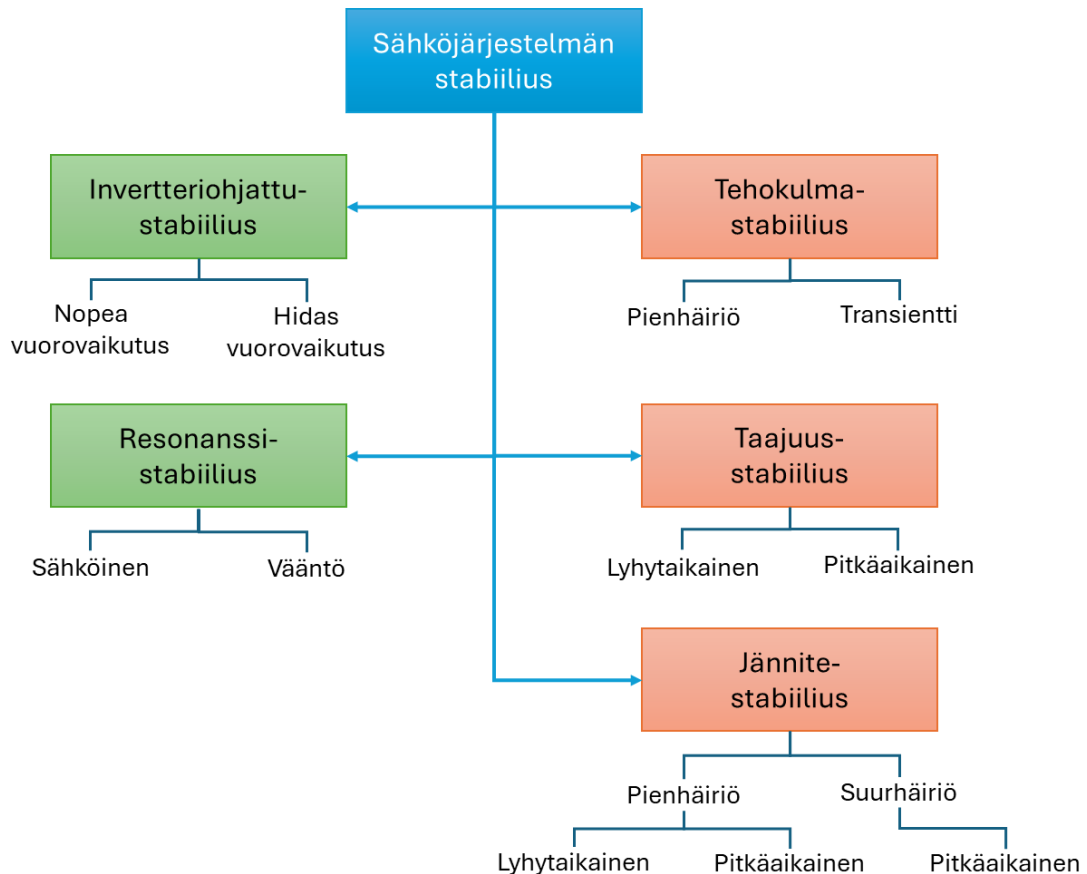 Sähköjärjestelmän
stabiilius
Invertteriohjattu-
stabiilius
Tehokulma-
stabiilius
Nopea
vuorovaikutus
Hidas
vuorovaikutus
Pienhäiriö
Transientti
Resonanssi-
stabiilius
Taajuus-
stabiilius
Sähköinen
Vääntö
Lyhytaikainen
Pitkäaikainen
Jännite-
stabiilius
Pienhäiriö
Suurhäiriö
Lyhytaikainen
Pitkäaikainen
Pitkäaikainen